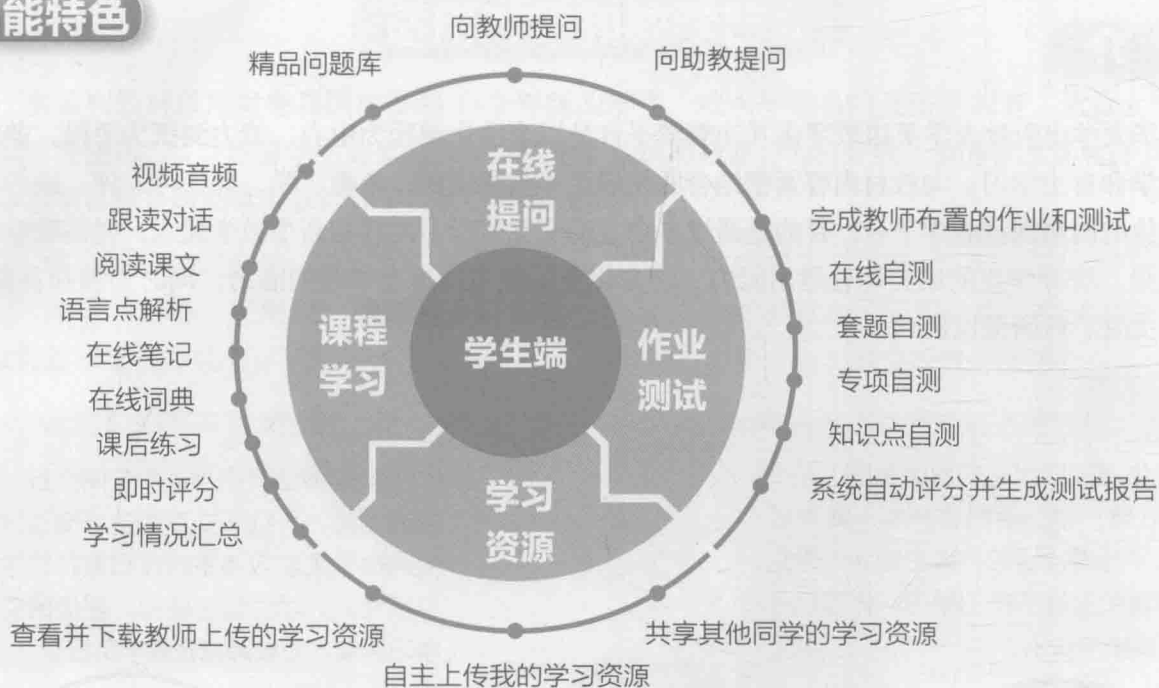 能特色
向教师提问
精品问题库
向助教提问
视频音频
跟读对话
阅读课文
语言点解析
在线笔记
在线词典
课后练习
即时评分
学习情况汇总
在线
提问
课程
学习
学生端
作业
测试
学习
资源
完成教师布置的作业和测试
在线自测
套题自测
专项自测
知识点自测
系统自动评分并生成测试报告
查看并下载教师上传的学习资源
自主上传我的学习资源
共享其他同学的学习资源